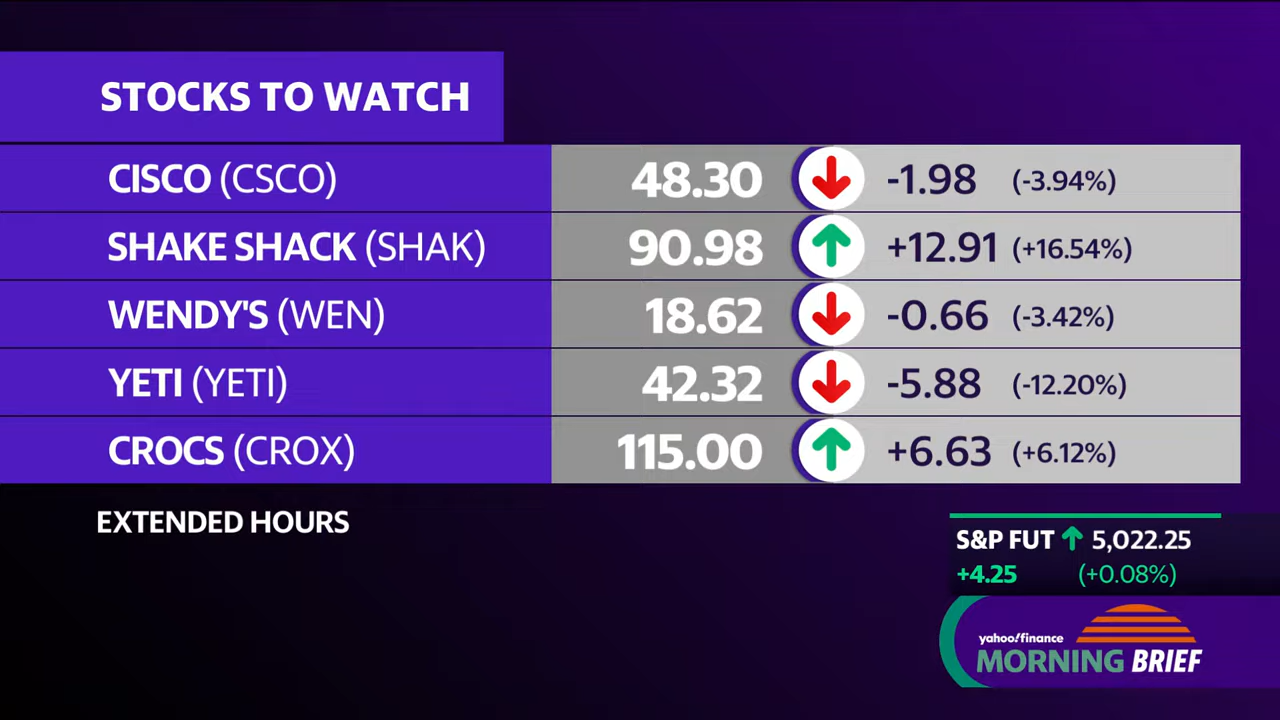 STOCKS TO WATCH
CISCO (CSCO) 48.30 -1.98 (-3.94%)
SHAKE SHACK (SHAK) 90.98 +12.91 (+16.54%)
WENDY'S (WEN) 18.62 -0.66 (-3.42%)
YETI (YETI) 42.32 -5.88 (-12.20%)
CROCS (CROX) 115.00 +6.63 (+6.12%)
EXTENDED HOURS
S&P FUT 5,022.25
+4.25 (+0.08%)
yahoo!finance
MORNING BRIEF